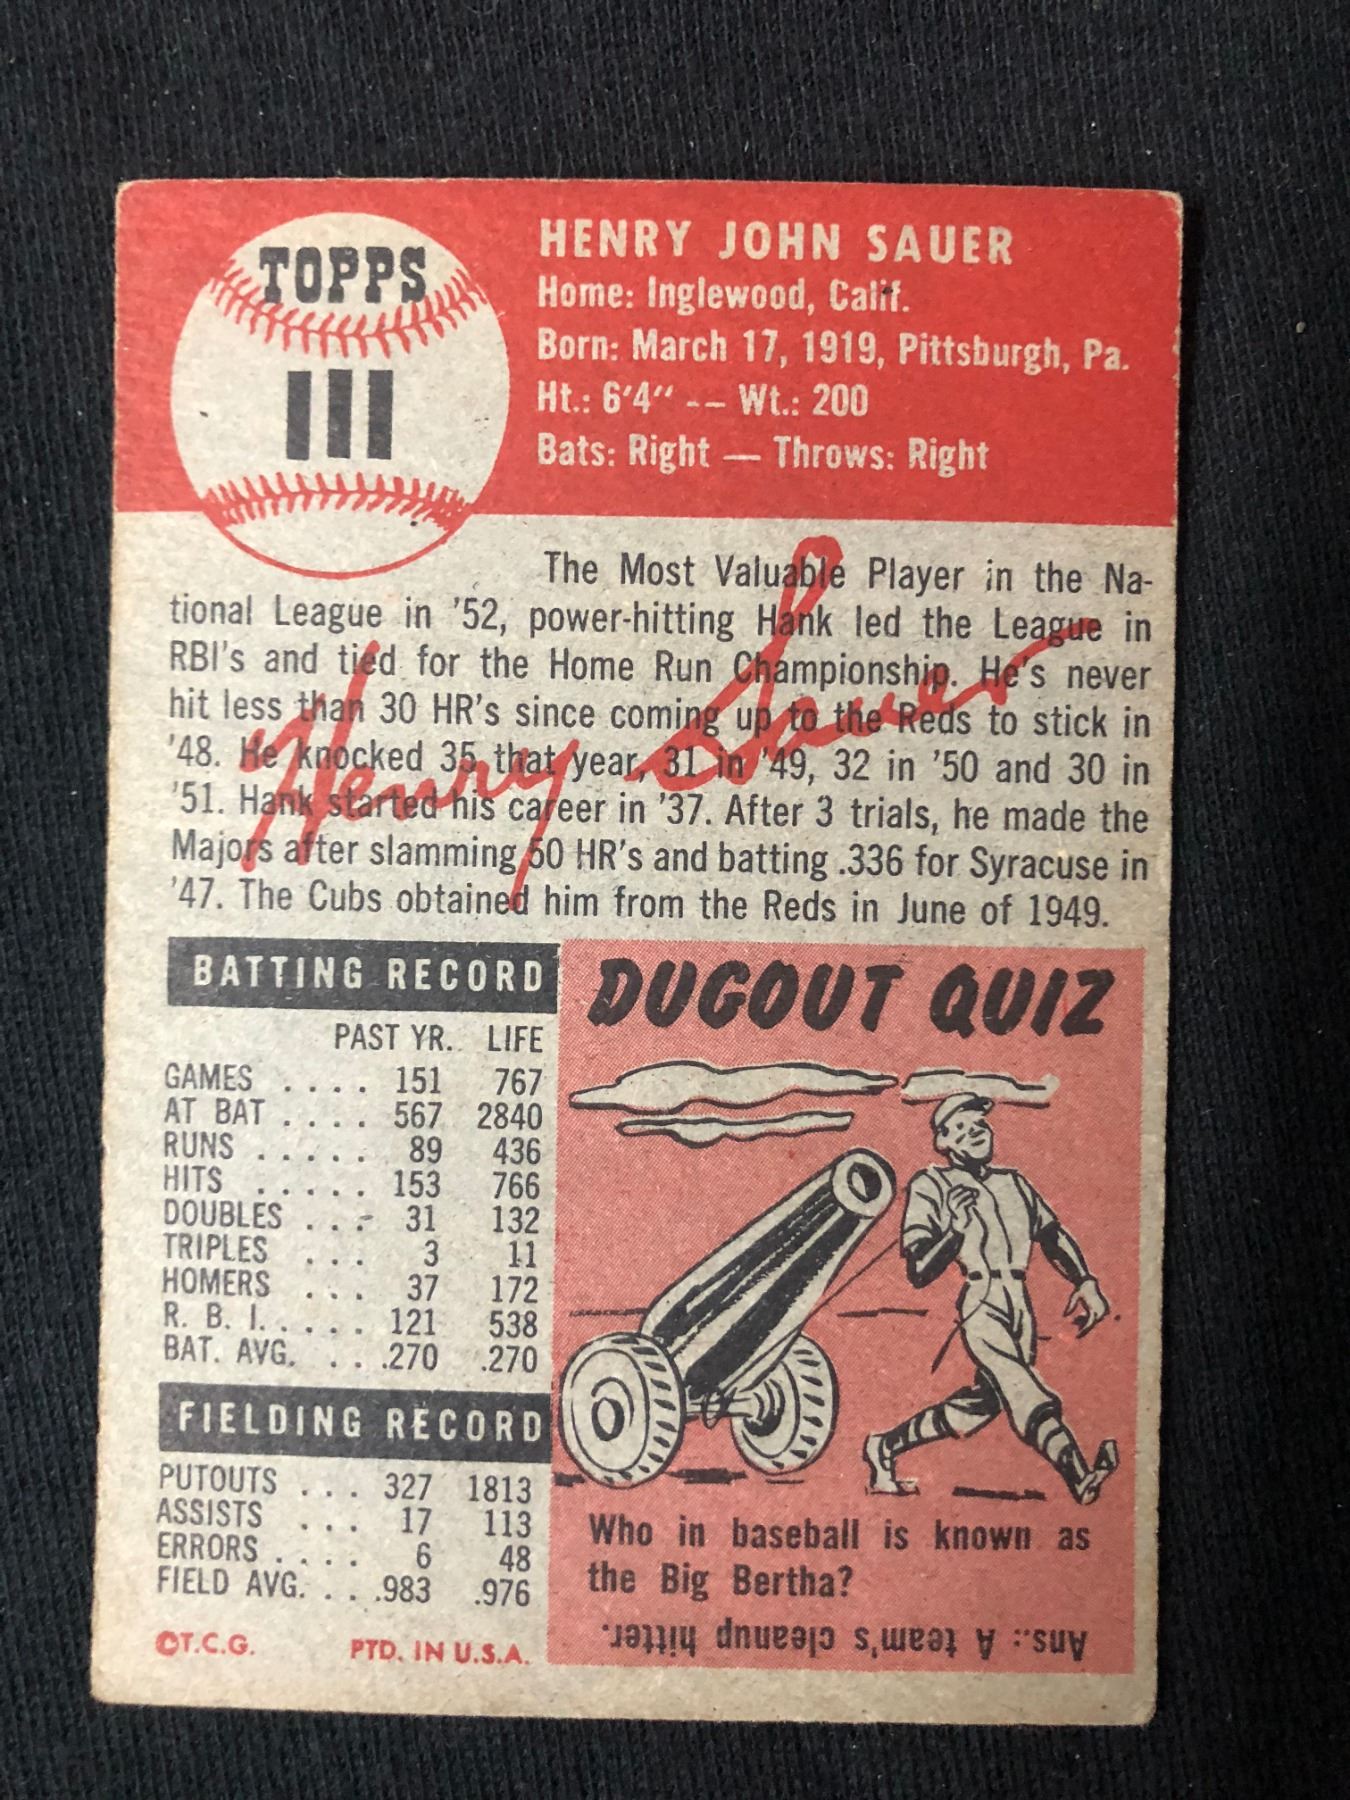 TOPPS
111
HENRY JOHN SAUER
Home: Inglewood, Calif.
Born: March 17, 1919, Pittsburgh, Pa.
Ht.: 6'4" -- Wt.: 200
Bats: Right — Throws: Right
The Most Valuable Player in the Na-
tional League in '52, power-hitting Hank led the League in
RBI's and tied for the Home Run Championship. He's never
hit less than 30 HR's since coming up to the Reds to stick in
'48. He knocked 35 that year, 31 in '49, 32 in '50 and 30 in
'51. Hank started his career in '37. After 3 trials, he made the
Majors after slamming 50 HR's and batting .336 for Syracuse in
'47. The Cubs obtained him from the Reds in June of 1949.
Henry Sauer
BATTING RECORD
PAST YR. LIFE
GAMES .... 151 767
AT BAT .... 567 2840
RUNS ..... 89 436
HITS ..... 153 766
DOUBLES ... 31 132
TRIPLES ... 3 11
HOMERS ... 37 172
R. B. I. .... 121 538
BAT. AVG. .. .270 .270
FIELDING RECORD
PUTOUTS ... 327 1813
ASSISTS ... 17 113
ERRORS .... 6 48
FIELD AVG. .. .983 .976
©T.C.G. PTD. IN U.S.A.
DUGOUT QUIZ
Who in baseball is known as
the Big Bertha?
Ans.: A team's cleanup hitter.